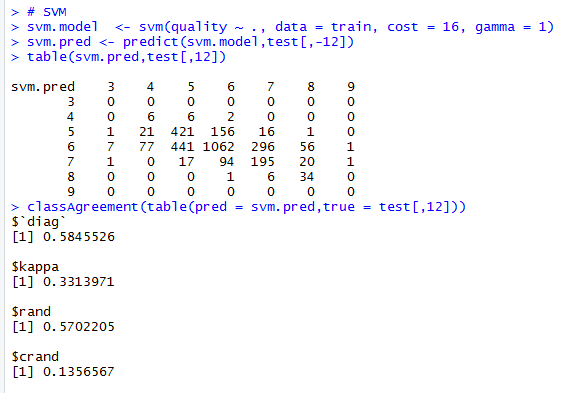 > # SVM
> svm.model  <- svm(quality ~ ., data = train, cost = 16, gamma = 1)
> svm.pred <- predict(svm.model,test[,-12])
> table(svm.pred,test[,12])
svm.pred    3    4    5    6    7    8    9
       3    0    0    0    0    0    0    0
       4    0    6    6    2    0    0    0
       5    1   21  421  156   16    1    0
       6    7   77  441 1062  296   56    1
       7    1    0   17   94  195   20    1
       8    0    0    0    1    6   34    0
       9    0    0    0    0    0    0    0
> classAgreement(table(pred = svm.pred,true = test[,12]))
$`diag`
[1] 0.5845526
$kappa
[1] 0.3313971
$rand
[1] 0.5702205
$crand
[1] 0.1356567